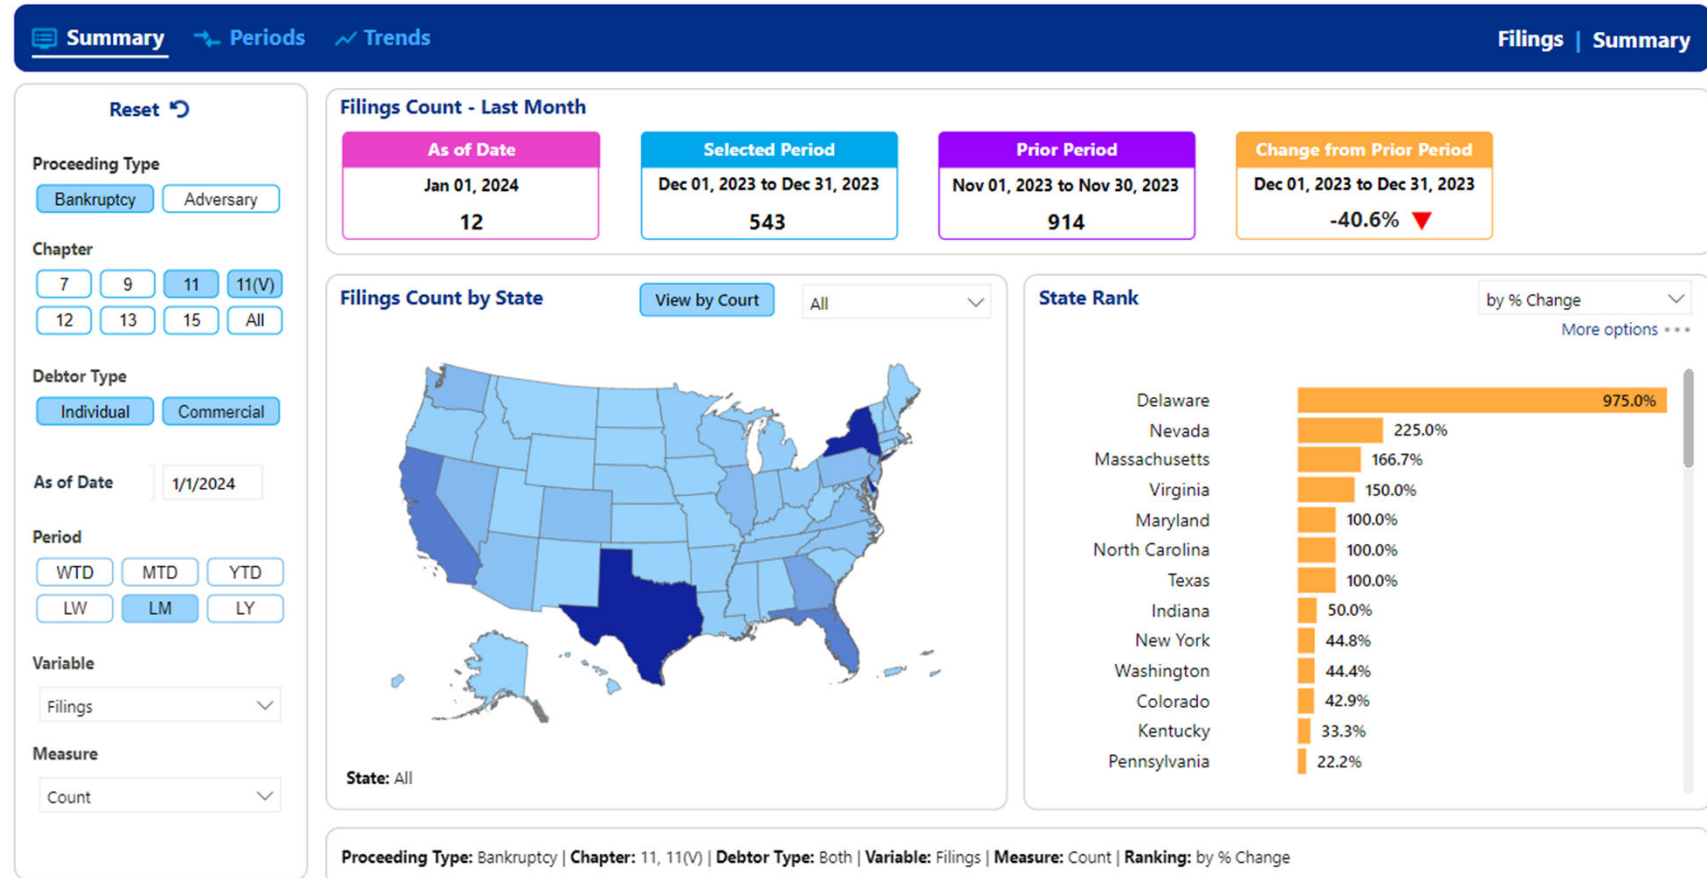 Summary Periods Trends Filings | Summary
Reset
Proceeding Type
Bankruptcy Adversary
Chapter
7 9 11 11(V)
12 13 15 All
Debtor Type
Individual Commercial
As of Date 1/1/2024
Period
WTD MTD YTD
LW LM LY
Variable
Filings
Measure
Count
Filings Count - Last Month
As of Date
Jan 01, 2024
12
Selected Period
Dec 01, 2023 to Dec 31, 2023
543
Prior Period
Nov 01, 2023 to Nov 30, 2023
914
Change from Prior Period
Dec 01, 2023 to Dec 31, 2023
-40.6%
Filings Count by State View by Court All
State: All
State Rank by % Change
More options
Delaware 975.0%
Nevada 225.0%
Massachusetts 166.7%
Virginia 150.0%
Maryland 100.0%
North Carolina 100.0%
Texas 100.0%
Indiana 50.0%
New York 44.8%
Washington 44.4%
Colorado 42.9%
Kentucky 33.3%
Pennsylvania 22.2%
Proceeding Type: Bankruptcy | Chapter: 11, 11(V) | Debtor Type: Both | Variable: Filings | Measure: Count | Ranking: by % Change